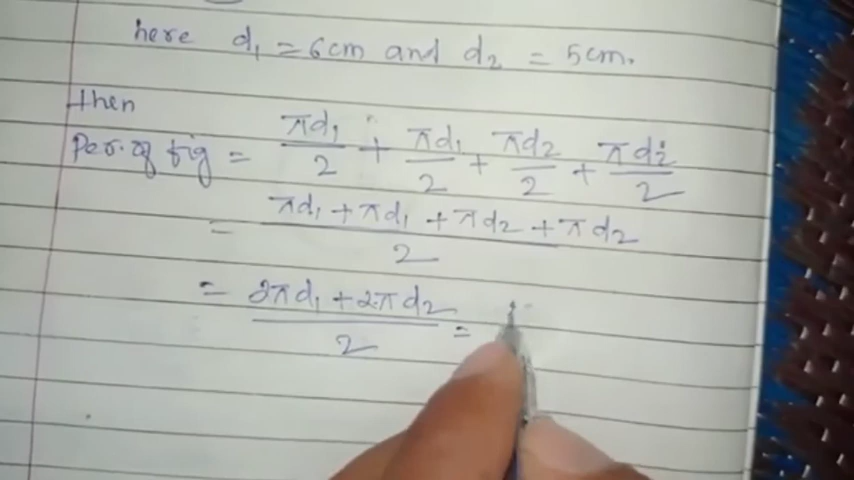 here d₁ = 6cm and d₂ = 5cm.
then
Per. of fig = πd₁/2 + πd₁/2 + πd₂/2 + πd₂/2
= (πd₁ + πd₁ + πd₂ + πd₂)/2
= (2πd₁ + 2πd₂)/2 =